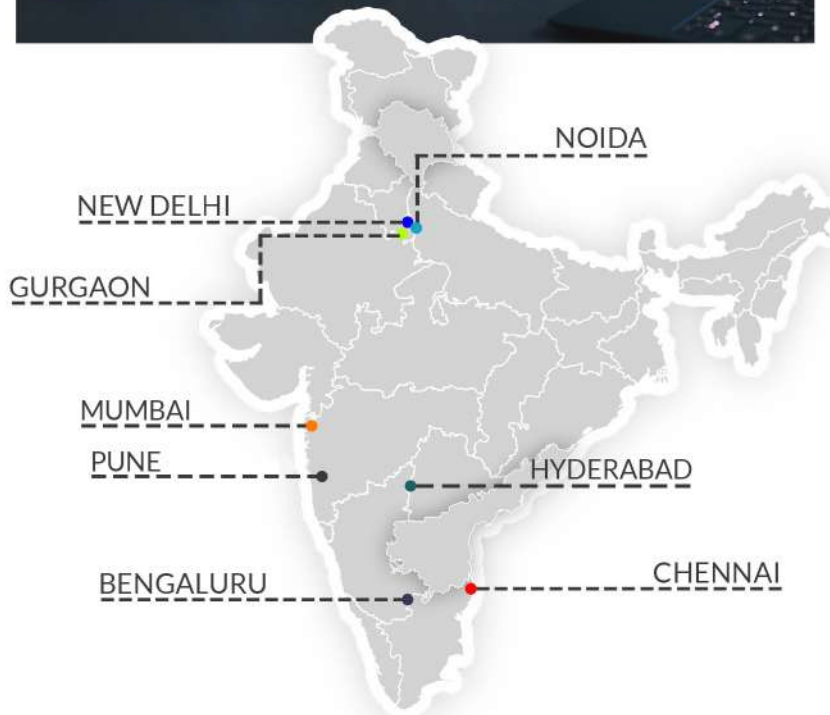 NOIDA
NEW DELHI
GURGAON
MUMBAI
PUNE
HYDERABAD
BENGALURU
CHENNAI